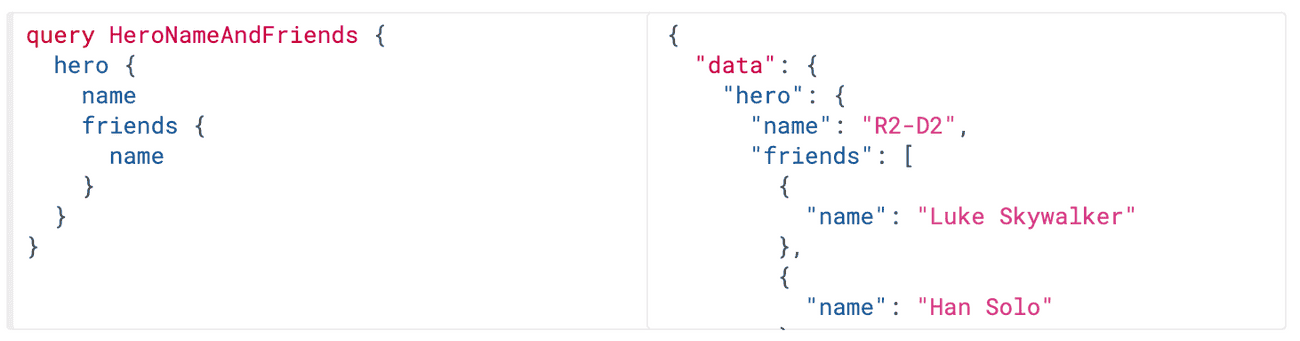 query HeroNameAndFriends {
  hero {
    name
    friends {
      name
    }
  }
}
{
  "data": {
    "hero": {
      "name": "R2-D2",
      "friends": [
        {
          "name": "Luke Skywalker"
        },
        {
          "name": "Han Solo"